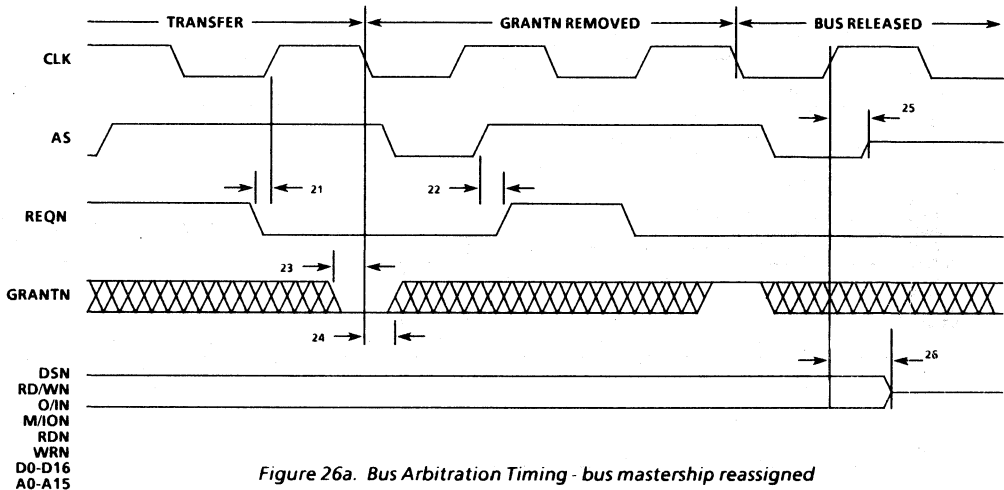 TRANSFER GRANTN REMOVED BUS RELEASED
CLK
25
AS
21 22
REQN
23
GRANTN
24
26
DSN
RD/WN
O/IN
M/ION
RDN
WRN
D0-D16
A0-A15
Figure 26a. Bus Arbitration Timing - bus mastership reassigned